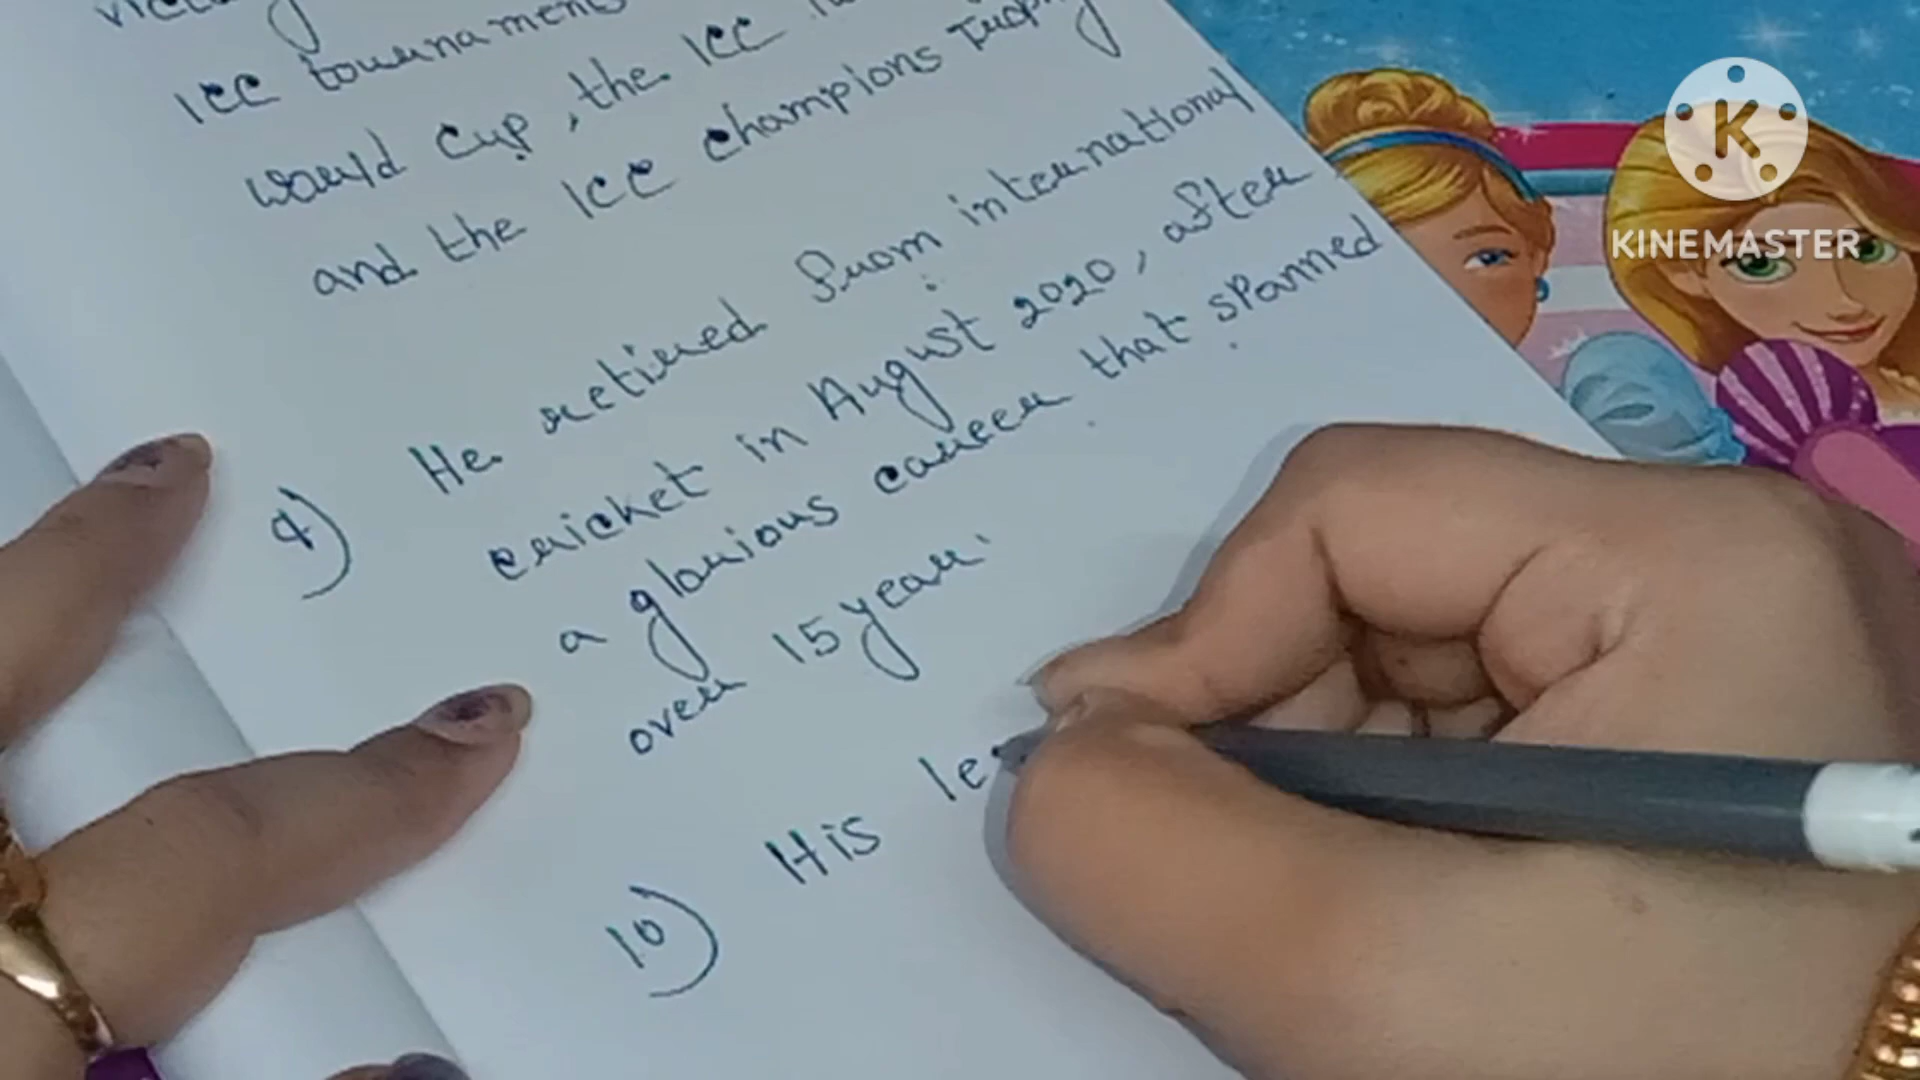 ICC tournaments
world cup, the ICC
and the ICC champions Trophy
9) He retired from international
cricket in August 2020, after
a glorious career that spanned
over 15 year.
10) His le
K
KINEMASTER